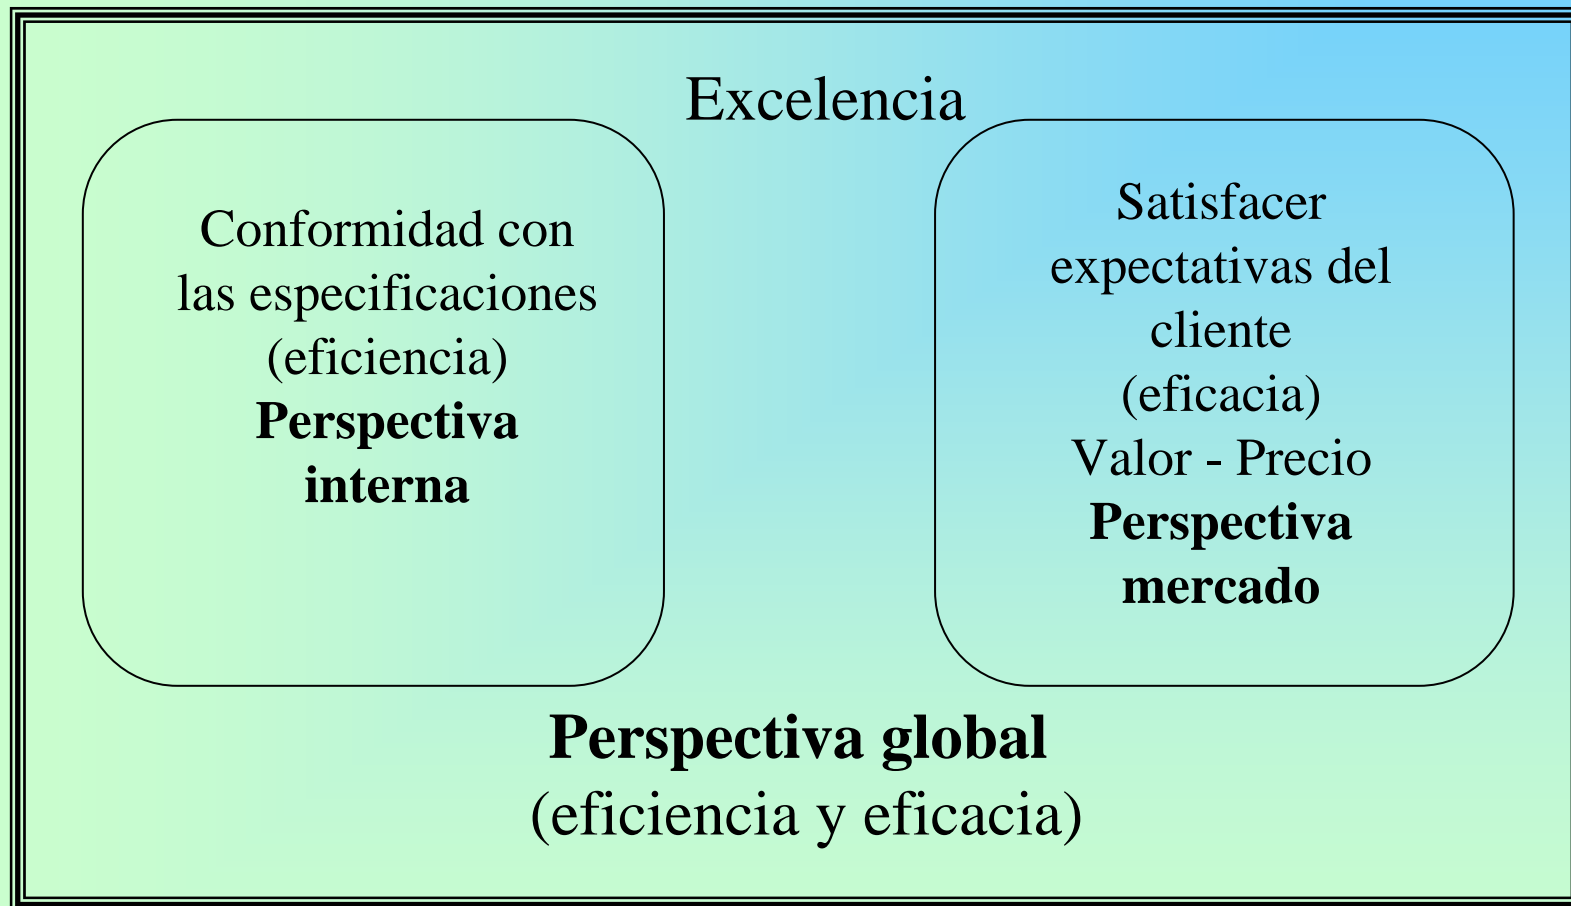 Excelencia
Conformidad con
las especificaciones
(eficiencia)
Perspectiva
interna
Satisfacer
expectativas del
cliente
(eficacia)
Valor - Precio
Perspectiva
mercado
Perspectiva global
(eficiencia y eficacia)